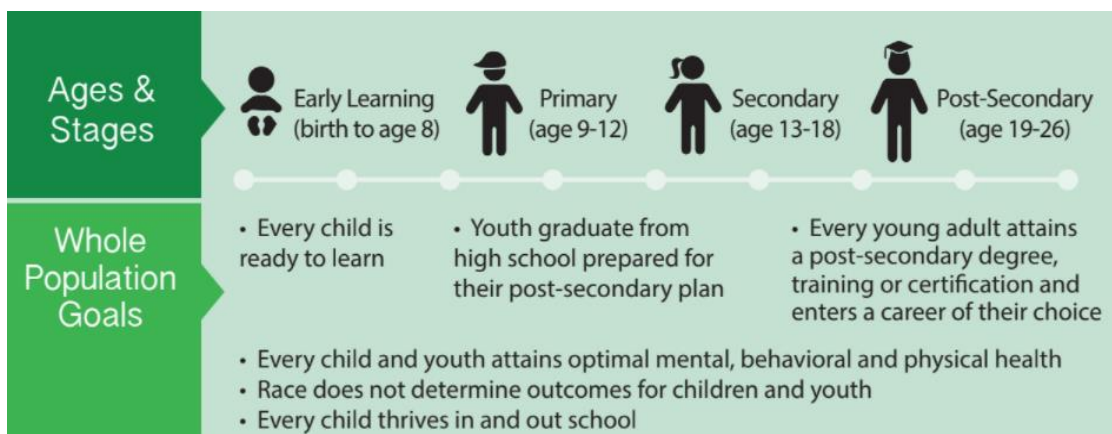 Ages &
Stages
Early Learning
(birth to age 8)
Primary
(age 9-12)
Secondary
(age 13-18)
Post-Secondary
(age 19-26)
Whole
Population
Goals
• Every child is
ready to learn
• Youth graduate from
high school prepared for
their post-secondary plan
• Every young adult attains
a post-secondary degree,
training or certification and
enters a career of their choice
• Every child and youth attains optimal mental, behavioral and physical health
• Race does not determine outcomes for children and youth
• Every child thrives in and out school